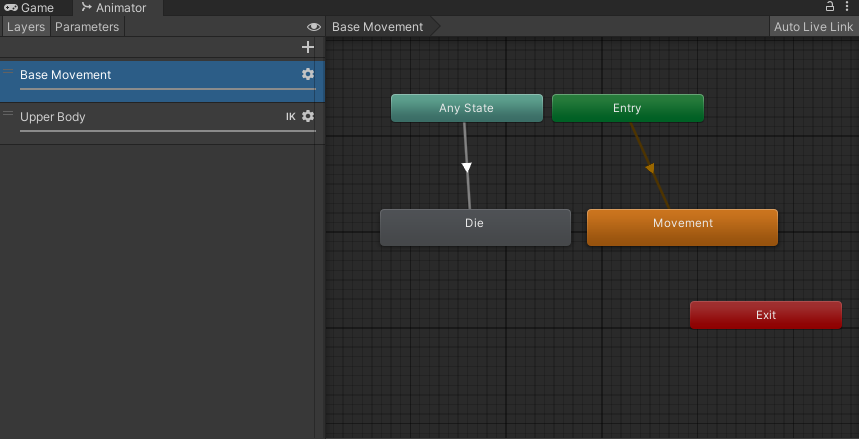 Game Animator
Layers Parameters Base Movement Auto Live Link
Base Movement
Upper Body IK
Any State Entry
Die Movement
Exit